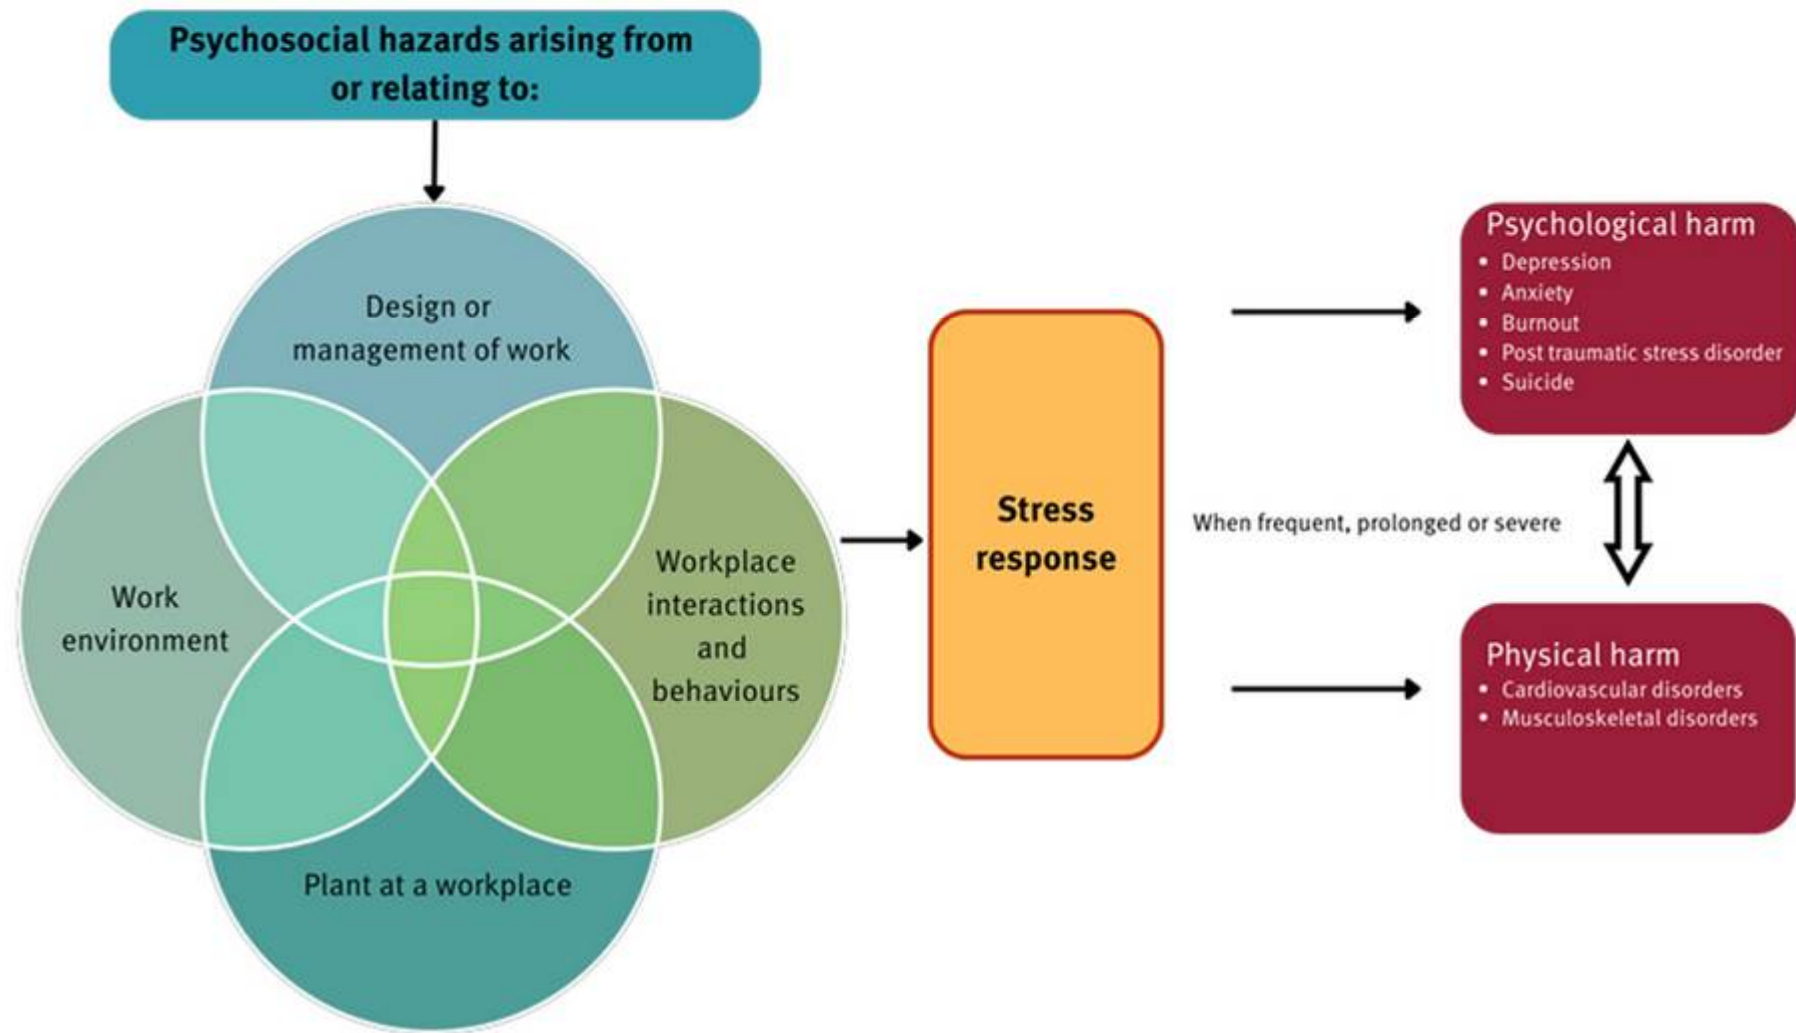 Psychosocial hazards arising from
or relating to:
Design or
management of work
Work
environment
Workplace
interactions
and
behaviours
Plant at a workplace
Stress
response
When frequent, prolonged or severe
Psychological harm
• Depression
• Anxiety
• Burnout
• Post traumatic stress disorder
• Suicide
Physical harm
• Cardiovascular disorders
• Musculoskeletal disorders